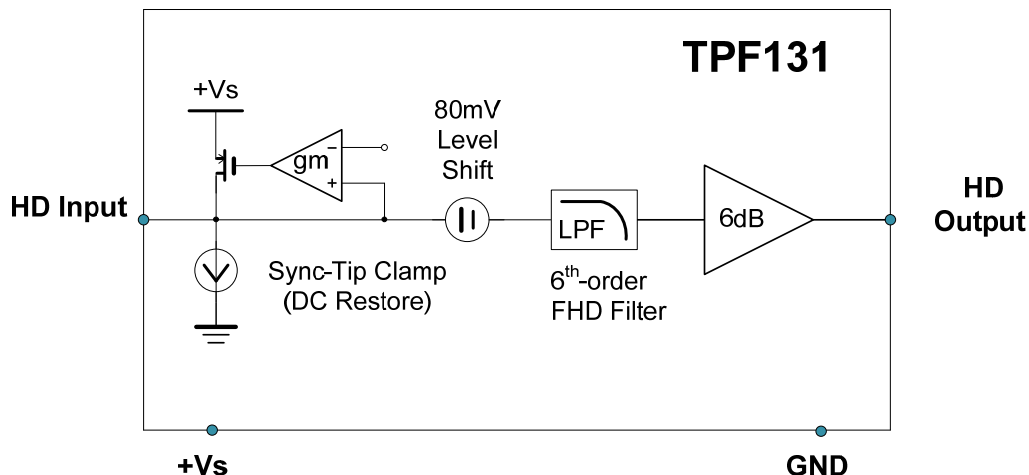 TPF131
+Vs
80mV
Level
Shift
gm
−
+
HD Input
HD
Output
LPF
6dB
Sync-Tip Clamp
(DC Restore)
6th-order
FHD Filter
+Vs
GND